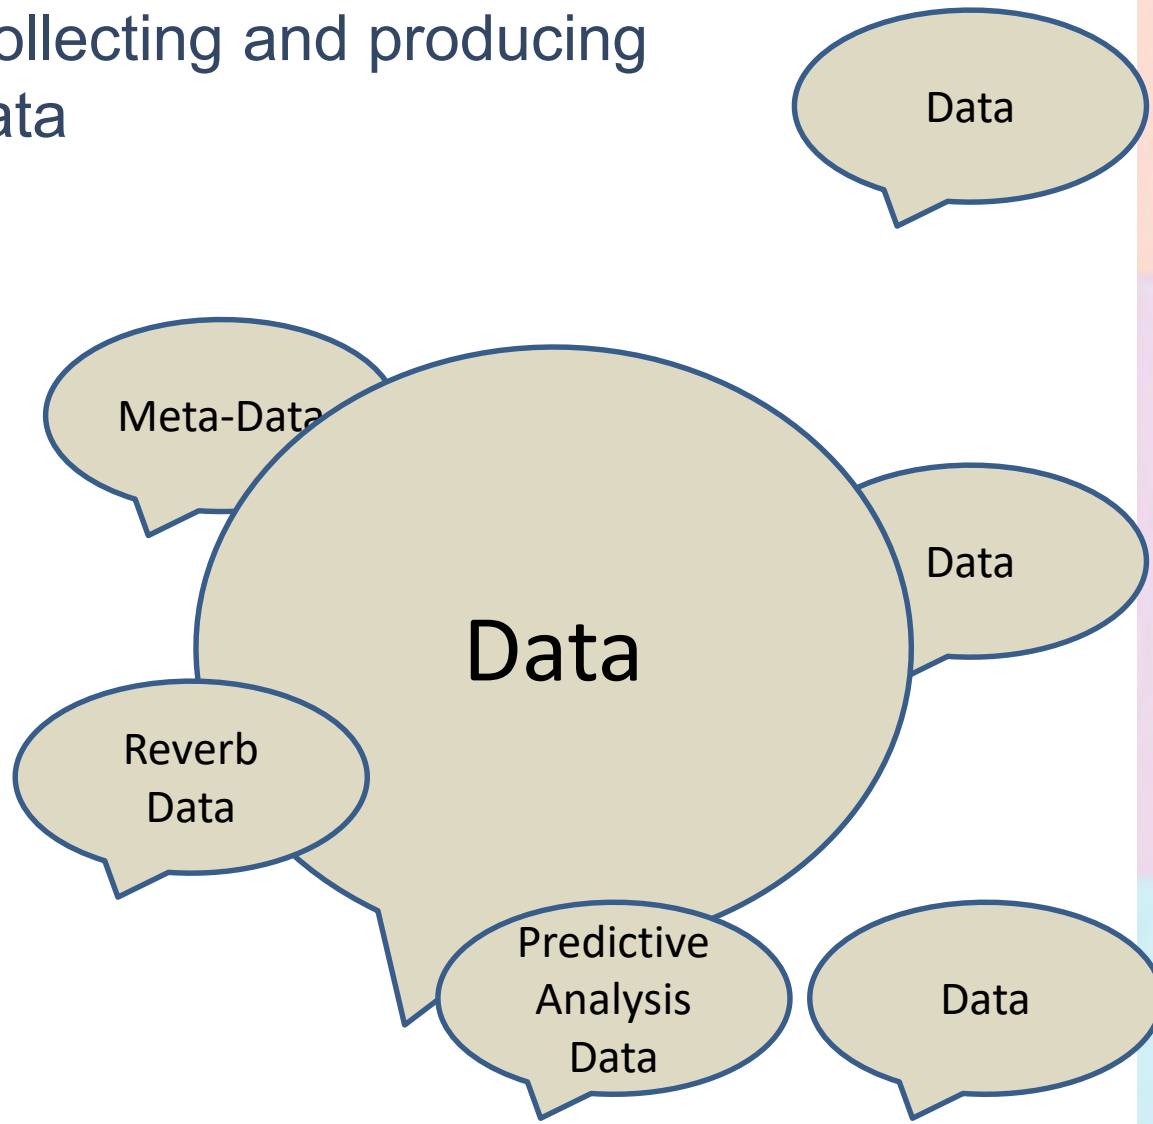 ollecting and producing
ata
Data
Meta-Data
Data
Data
Reverb
Data
Predictive
Analysis
Data
Data